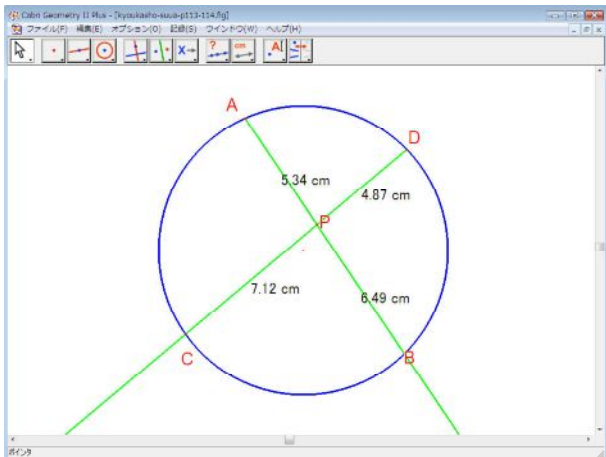 Cabri Geometry II Plus - [kyoukasho-suua-p113-114.fig]
ファイル(F) 編集(E) オプション(O) 記録(S) ウインドウ(W) ヘルプ(H)
A
D
5.34 cm
4.87 cm
P
7.12 cm
6.49 cm
C
B
ポインタ